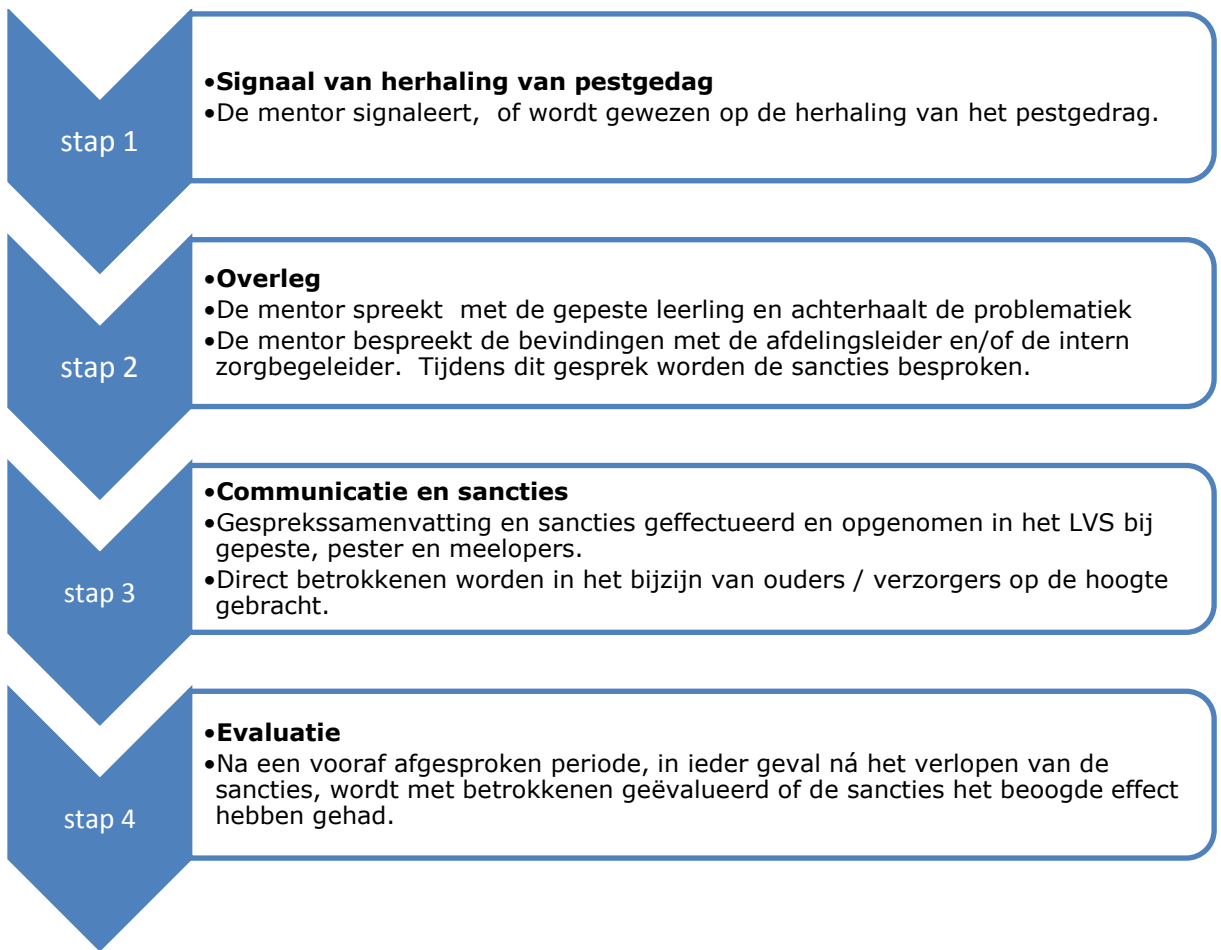 stap 1
•Signaal van herhaling van pestgedag
•De mentor signaleert, of wordt gewezen op de herhaling van het pestgedrag.
stap 2
•Overleg
•De mentor spreekt met de gepeste leerling en achterhaalt de problematiek
•De mentor bespreekt de bevindingen met de afdelingsleider en/of de intern
zorgbegeleider. Tijdens dit gesprek worden de sancties besproken.
stap 3
•Communicatie en sancties
•Gesprekssamenvatting en sancties geffectueerd en opgenomen in het LVS bij
gepeste, pester en meelopers.
•Direct betrokkenen worden in het bijzijn van ouders / verzorgers op de hoogte
gebracht.
stap 4
•Evaluatie
•Na een vooraf afgesproken periode, in ieder geval ná het verlopen van de
sancties, wordt met betrokkenen geëvalueerd of de sancties het beoogde effect
hebben gehad.